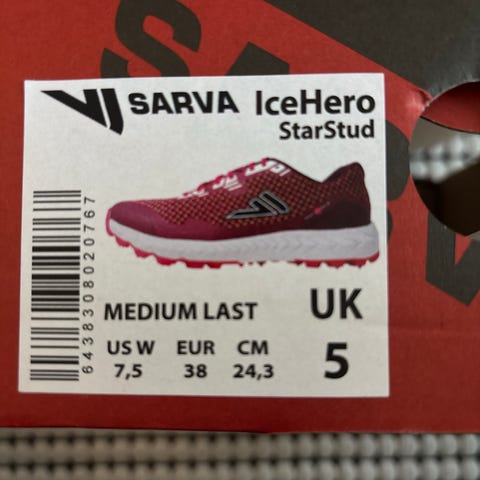 SARVA IceHero
StarStud
6438308020767
MEDIUM LAST
UK
US W EUR CM
7,5 38 24,3
5